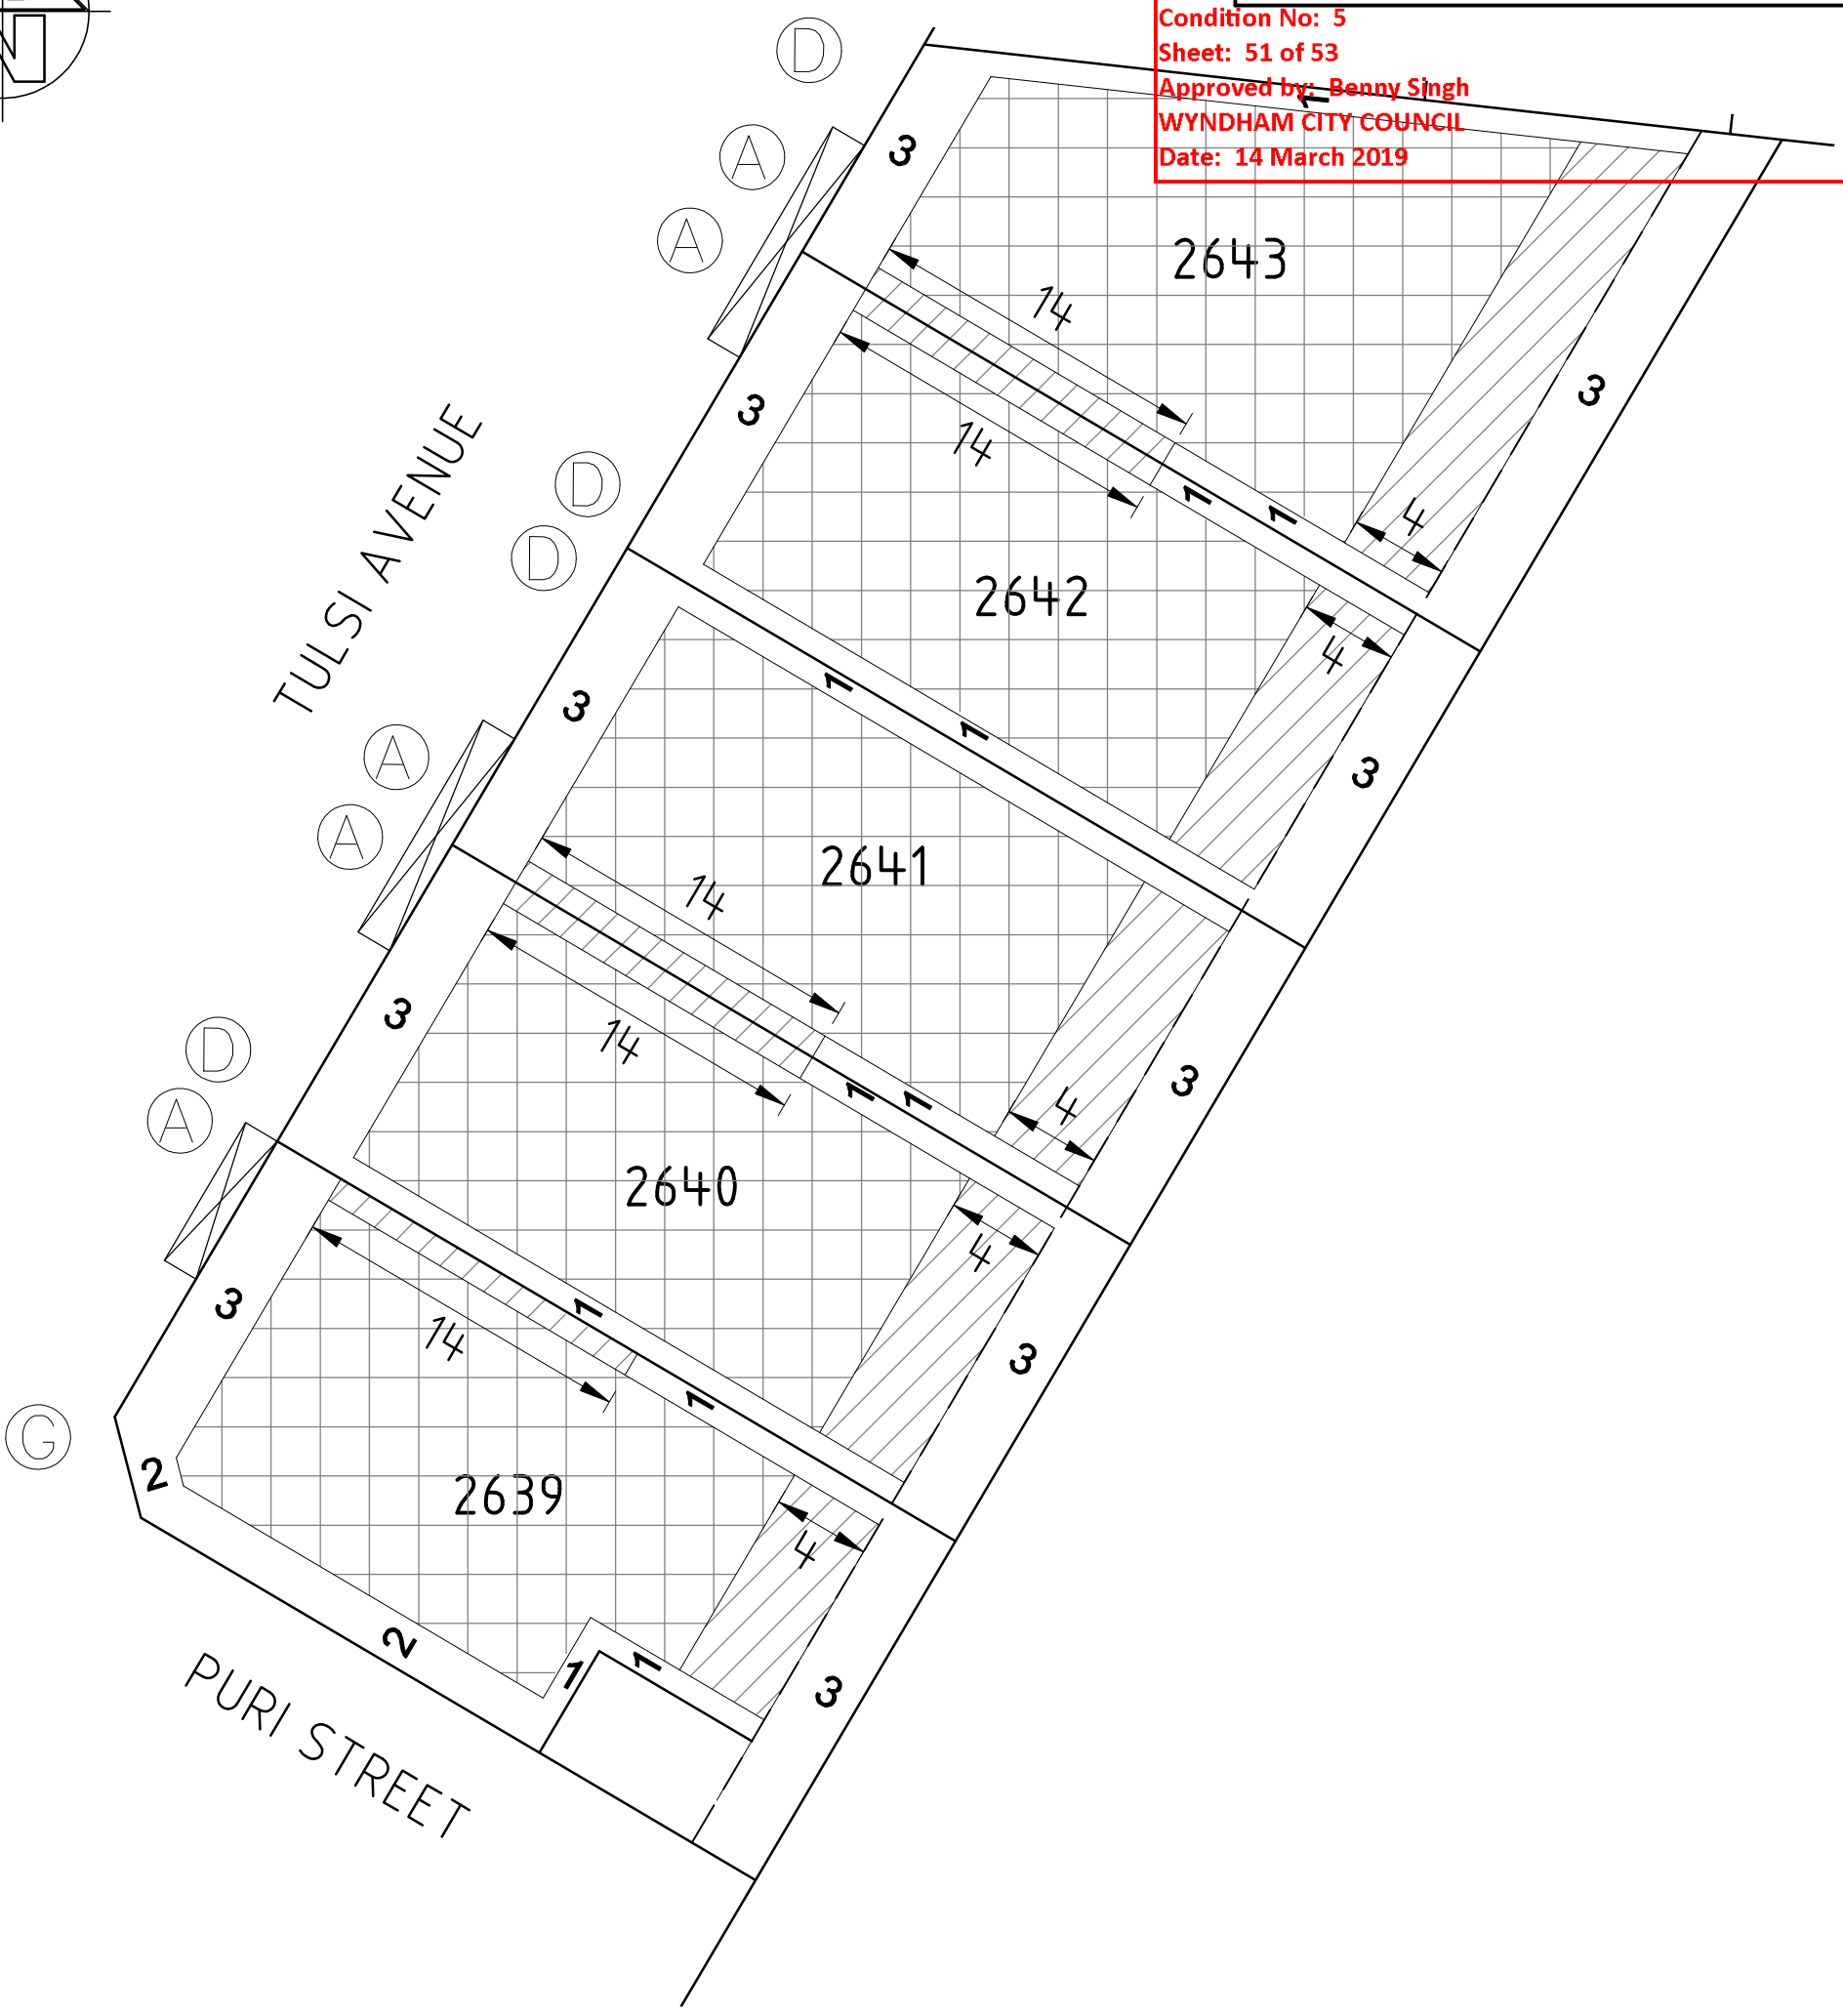 N
Condition No: 5
Sheet: 51 of 53
Approved by: Benny Singh
WYNDHAM CITY COUNCIL
Date: 14 March 2019
1
D
A
3
A
2643
14
3
3
14
1
1
4
D
D
2642
4
TULSI AVENUE
3
1
1
3
A
A
2641
14
3
14
1
1
4
3
D
A
2640
4
3
1
14
1
3
G
2
2639
4
2
1
1
3
PURI STREET